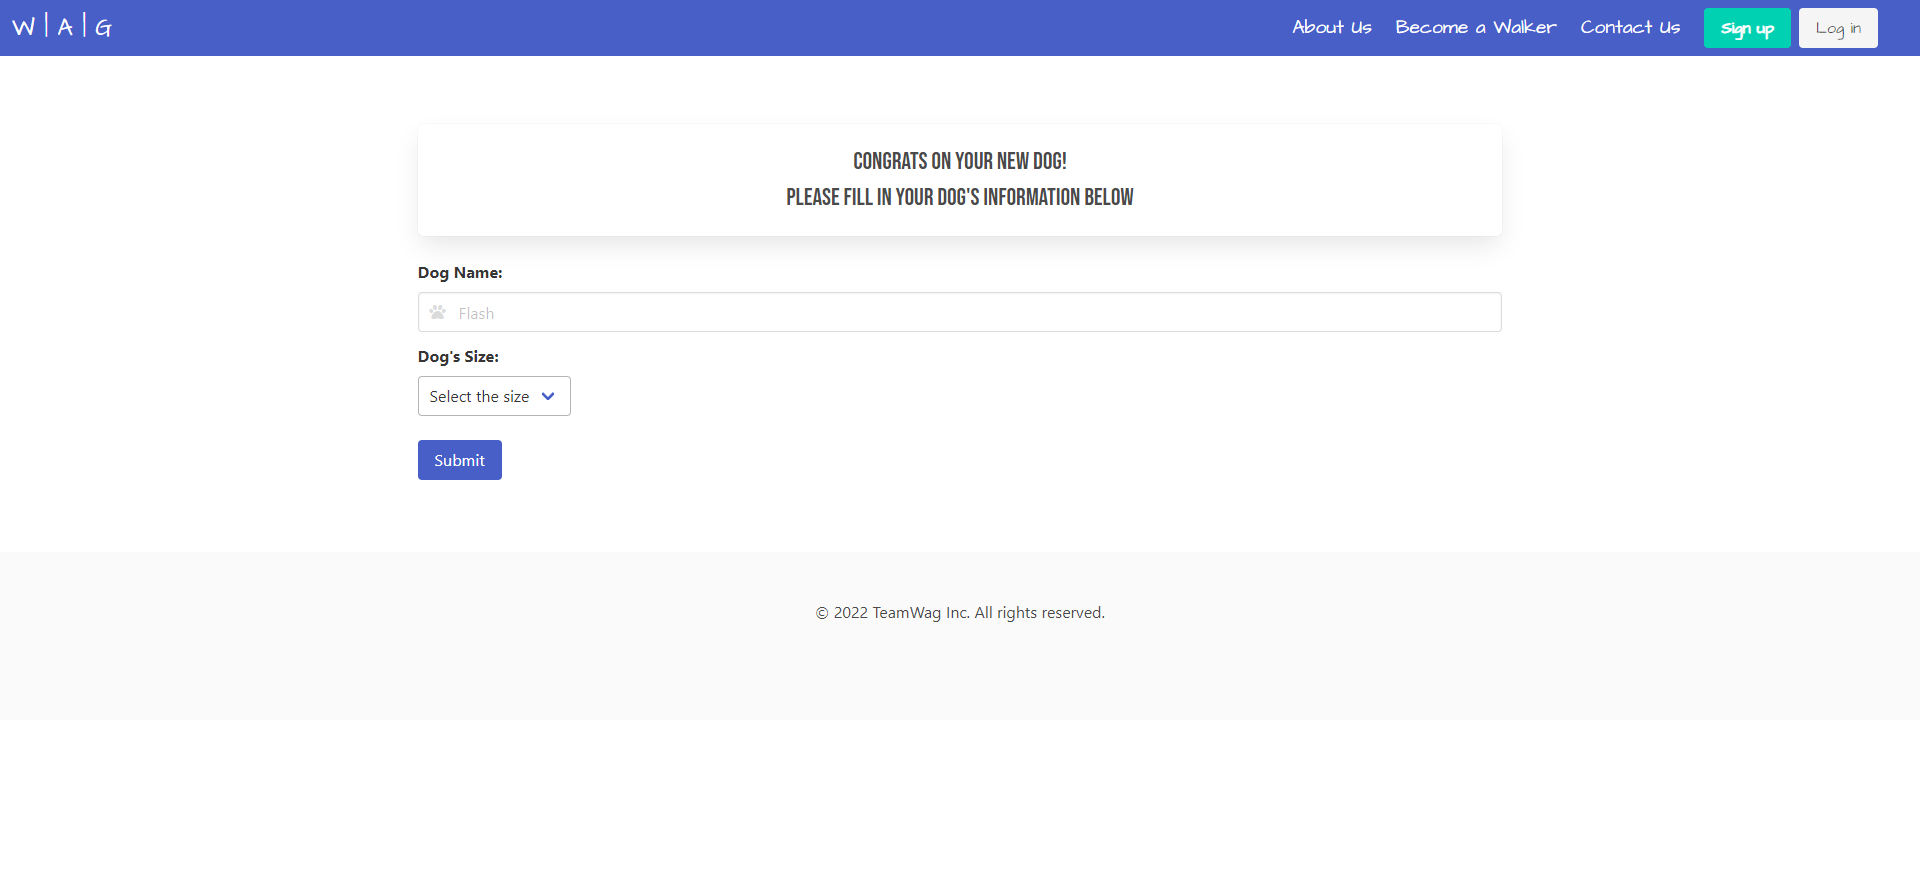 W | A | G
About Us Become a Walker Contact Us Sign up Log in
CONGRATS ON YOUR NEW DOG!
PLEASE FILL IN YOUR DOG'S INFORMATION BELOW
Dog Name:
Flash
Dog's Size:
Select the size
Submit
© 2022 TeamWag Inc. All rights reserved.